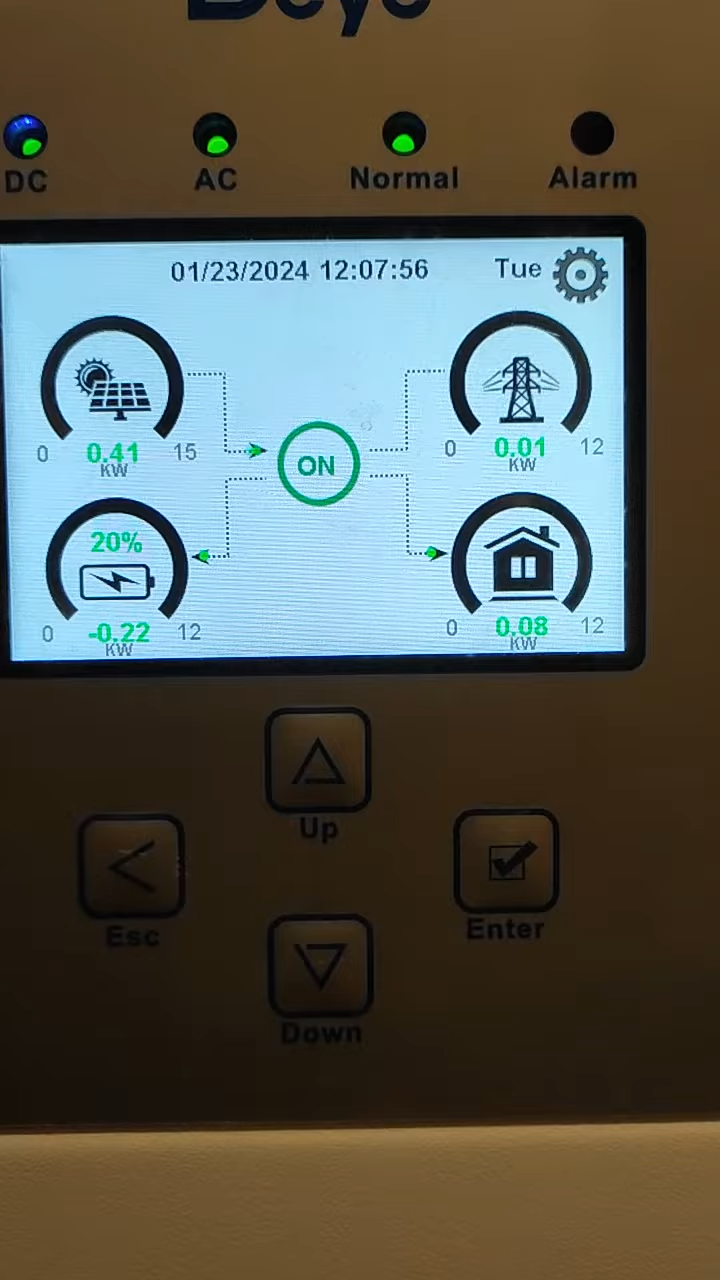 Deye
DC AC Normal Alarm
01/23/2024 12:07:56 Tue
0 0.41 15
KW
0 0.01 12
KW
ON
20%
0 -0.22 12
KW
0 0.08 12
KW
Up
Esc
Enter
Down